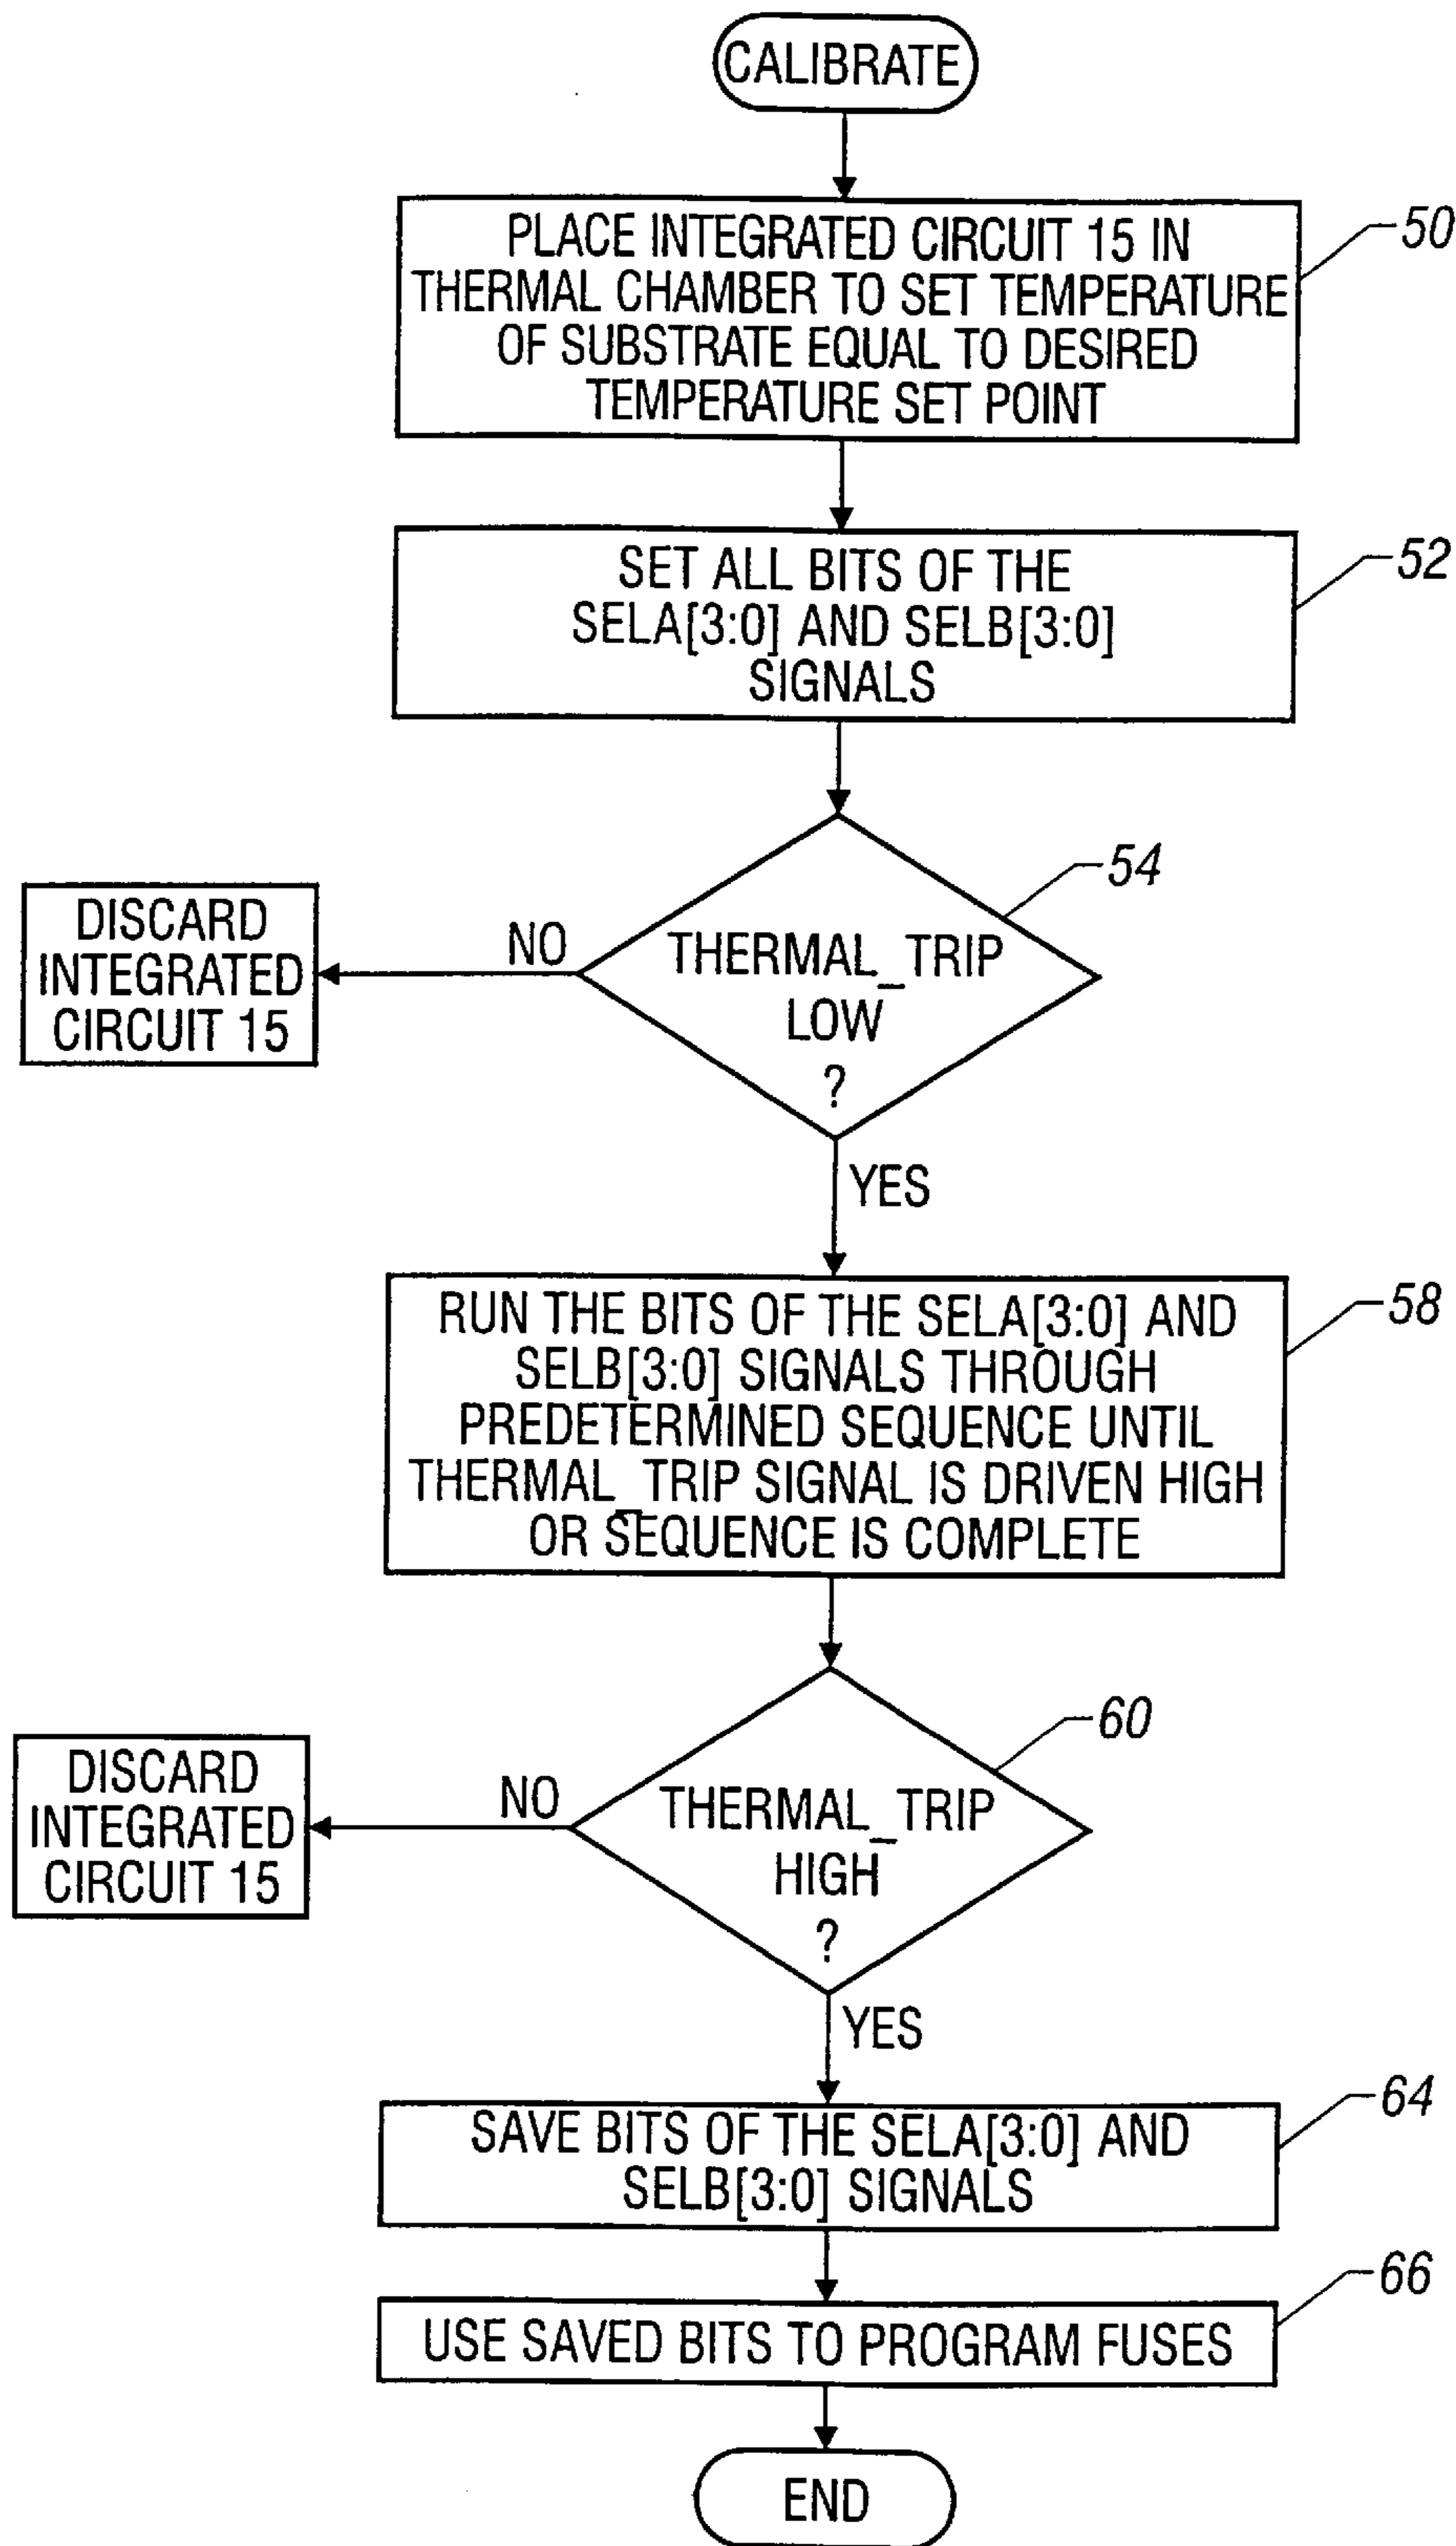 CALIBRATE
PLACE INTEGRATED CIRCUIT 15 IN
THERMAL CHAMBER TO SET TEMPERATURE
OF SUBSTRATE EQUAL TO DESIRED
TEMPERATURE SET POINT
50
SET ALL BITS OF THE
SELA[3:0] AND SELB[3:0]
SIGNALS
52
54
THERMAL_TRIP
LOW
?
NO
DISCARD
INTEGRATED
CIRCUIT 15
YES
RUN THE BITS OF THE SELA[3:0] AND
SELB[3:0] SIGNALS THROUGH
PREDETERMINED SEQUENCE UNTIL
THERMAL_TRIP SIGNAL IS DRIVEN HIGH
OR SEQUENCE IS COMPLETE
58
60
THERMAL_TRIP
HIGH
?
NO
DISCARD
INTEGRATED
CIRCUIT 15
YES
SAVE BITS OF THE SELA[3:0] AND
SELB[3:0] SIGNALS
64
USE SAVED BITS TO PROGRAM FUSES
66
END